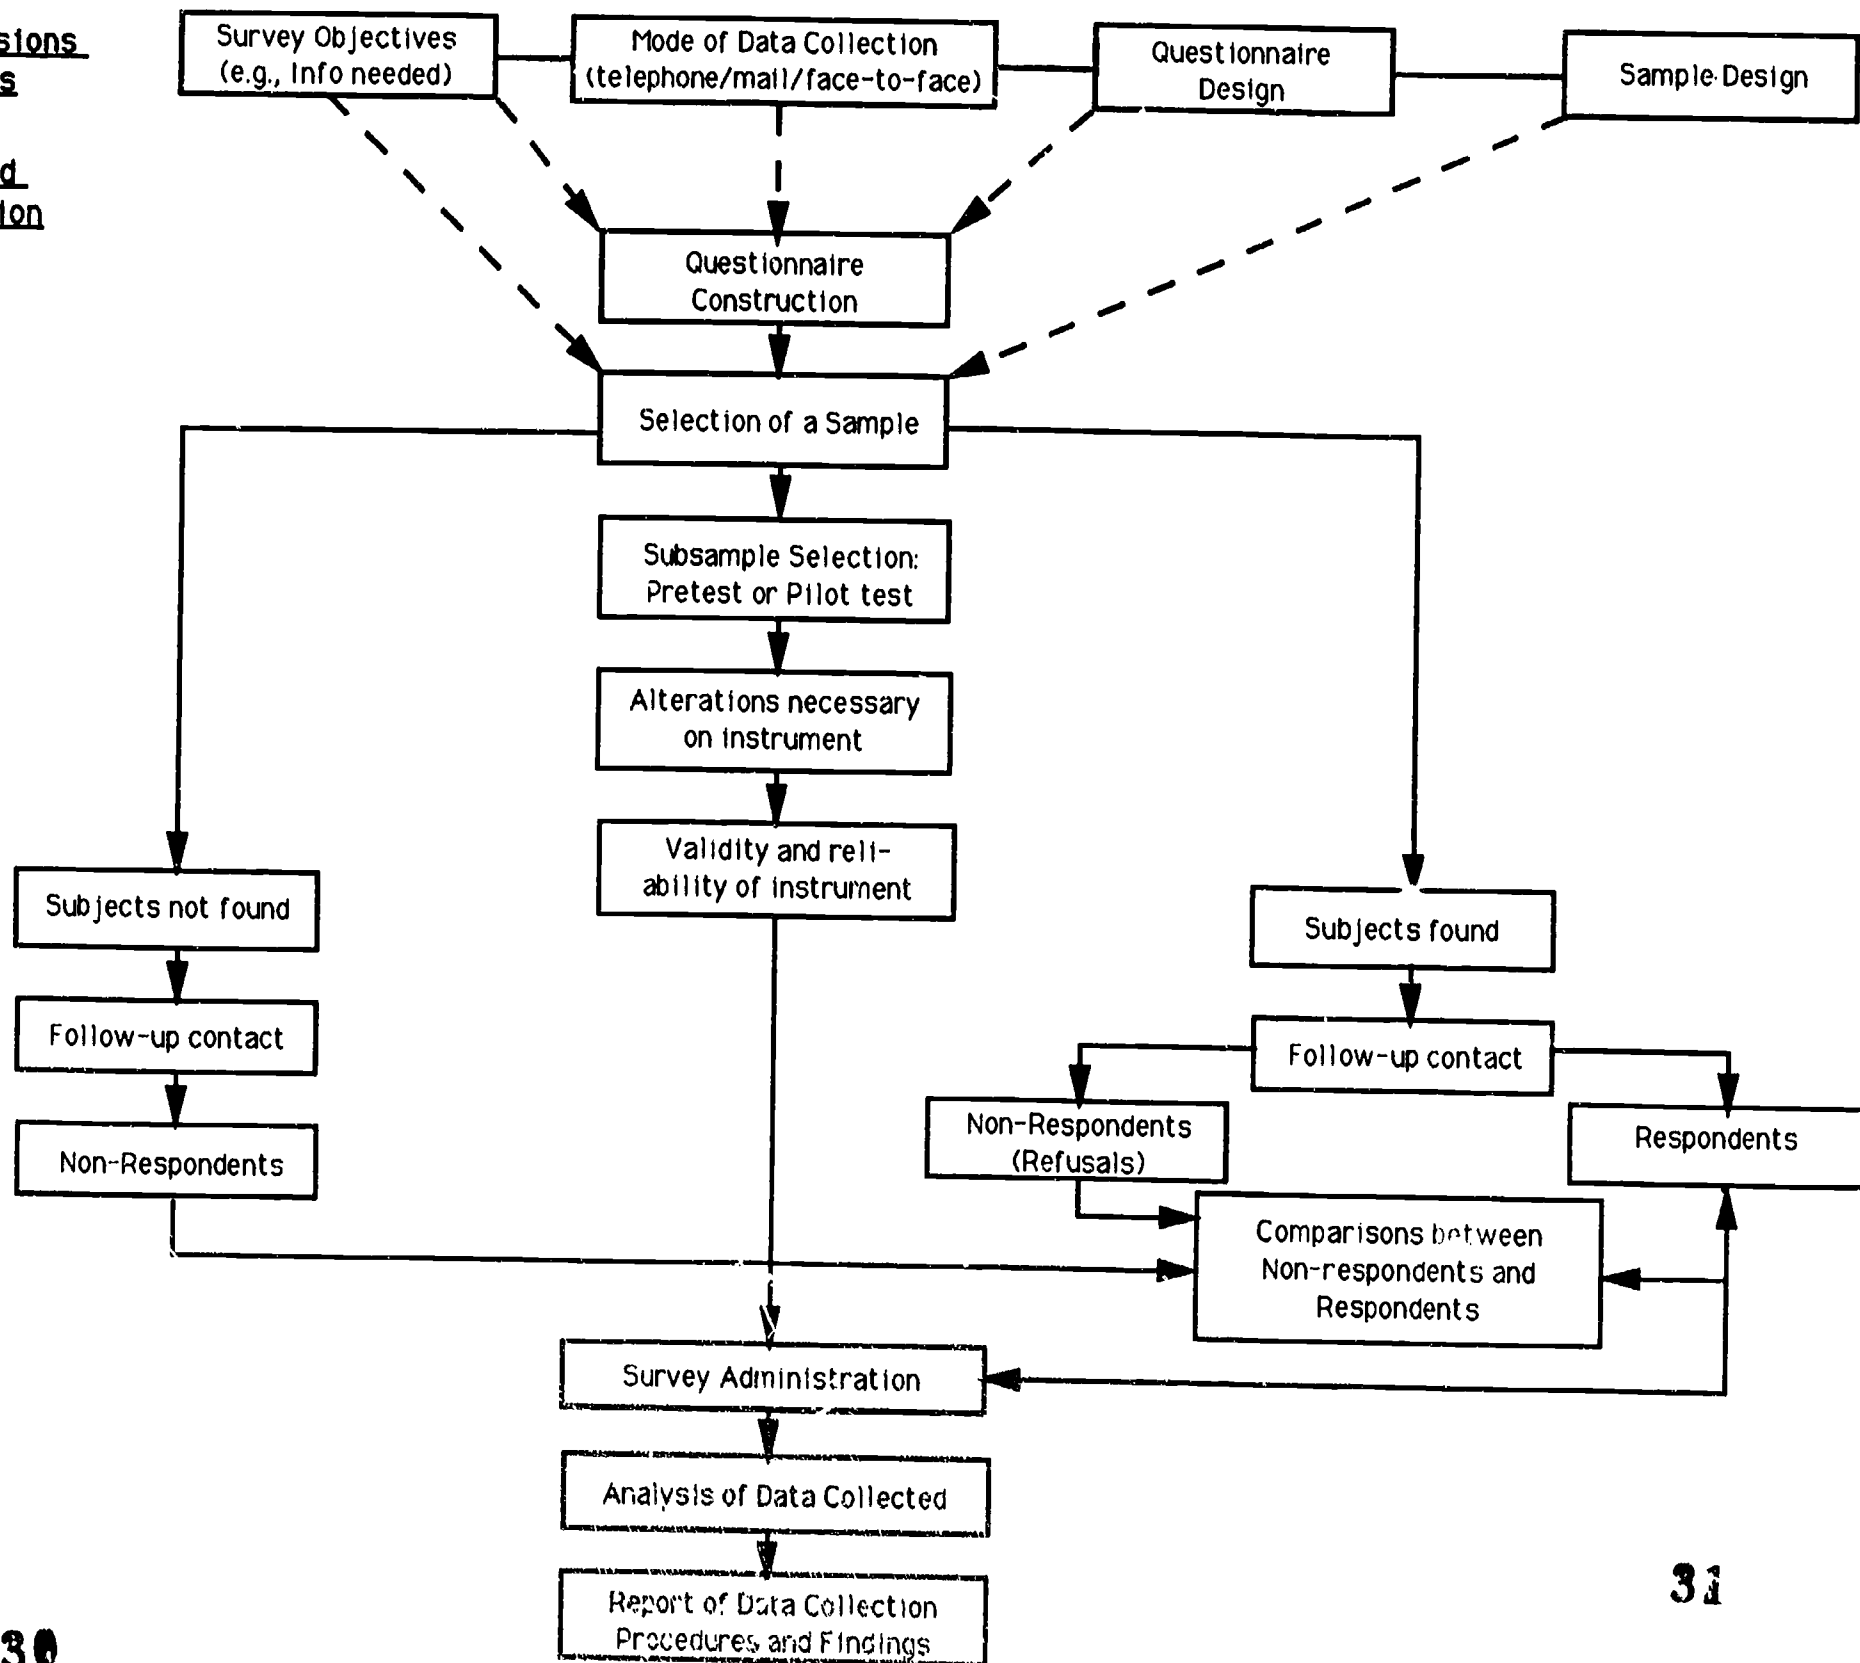 Survey Objectives
(e.g., Info needed)
Mode of Data Collection
(telephone/mail/face-to-face)
Questionnaire
Design
Sample Design
Questionnaire
Construction
Selection of a Sample
Subsample Selection:
Pretest or Pilot test
Alterations necessary
on instrument
Validity and reli-
ability of instrument
Subjects not found
Follow-up contact
Non-Respondents
Subjects found
Follow-up contact
Non-Respondents
(Refusals)
Respondents
Comparisons between
Non-respondents and
Respondents
Survey Administration
Analysis of Data Collected
Report of Data Collection
Procedures and Findings
30
31